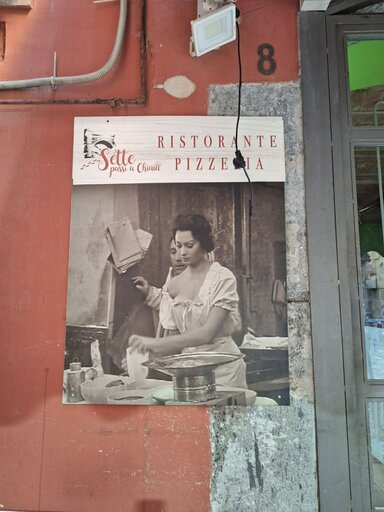 8
RISTORANTE
PIZZERIA
Sette
passi a Chiaia